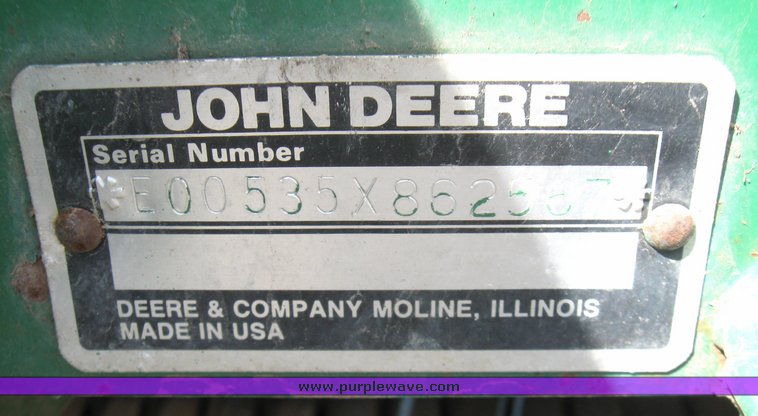 JOHN DEERE
Serial Number
E00535X862567
DEERE & COMPANY MOLINE, ILLINOIS
MADE IN USA
www.purplewave.com